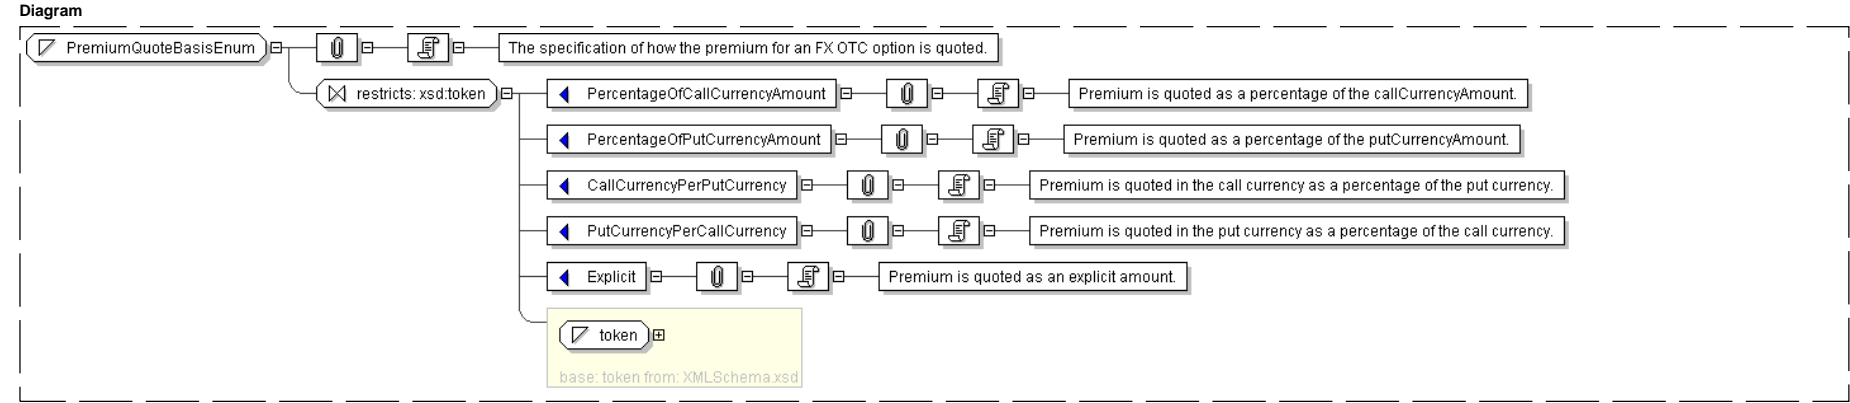 Diagram
PremiumQuoteBasisEnum The specification of how the premium for an FX OTC option is quoted.
restricts: xsd:token PercentageOfCallCurrencyAmount Premium is quoted as a percentage of the callCurrencyAmount.
PercentageOfPutCurrencyAmount Premium is quoted as a percentage of the putCurrencyAmount.
CallCurrencyPerPutCurrency Premium is quoted in the call currency as a percentage of the put currency.
PutCurrencyPerCallCurrency Premium is quoted in the put currency as a percentage of the call currency.
Explicit Premium is quoted as an explicit amount.
token
base: token from: XMLSchema.xsd